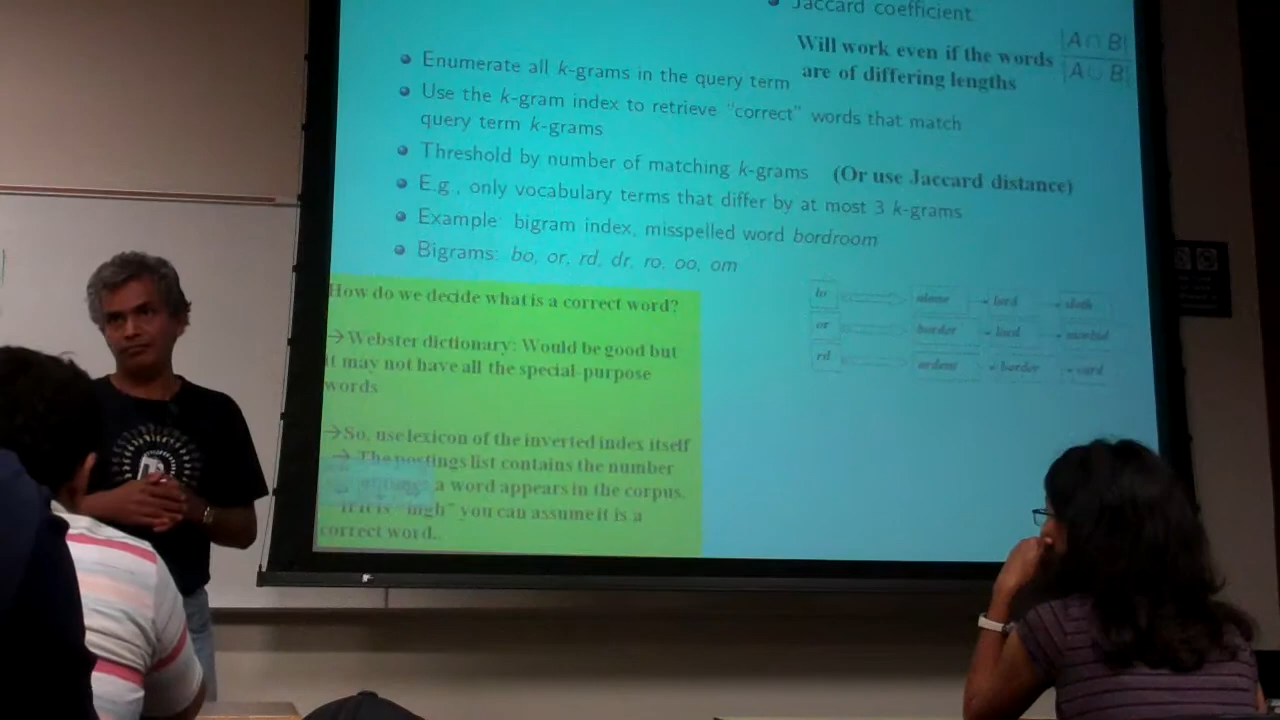 Jaccard coefficient
Will work even if the words
are of differing lengths
|A ∩ B|
|A ∪ B|
Enumerate all k-grams in the query term
Use the k-gram index to retrieve "correct" words that match
query term k-grams
Threshold by number of matching k-grams (Or use Jaccard distance)
E.g., only vocabulary terms that differ by at most 3 k-grams
Example: bigram index, misspelled word bordroom
Bigrams: bo, or, rd, dr, ro, oo, om
How do we decide what is a correct word?
→Webster dictionary: Would be good but
it may not have all the special-purpose
words
→So, use lexicon of the inverted index itself
→ The postings list contains the number
a word appears in the corpus.
If it is "high" you can assume it is a
correct word..
border lord morbid
rd border card
or